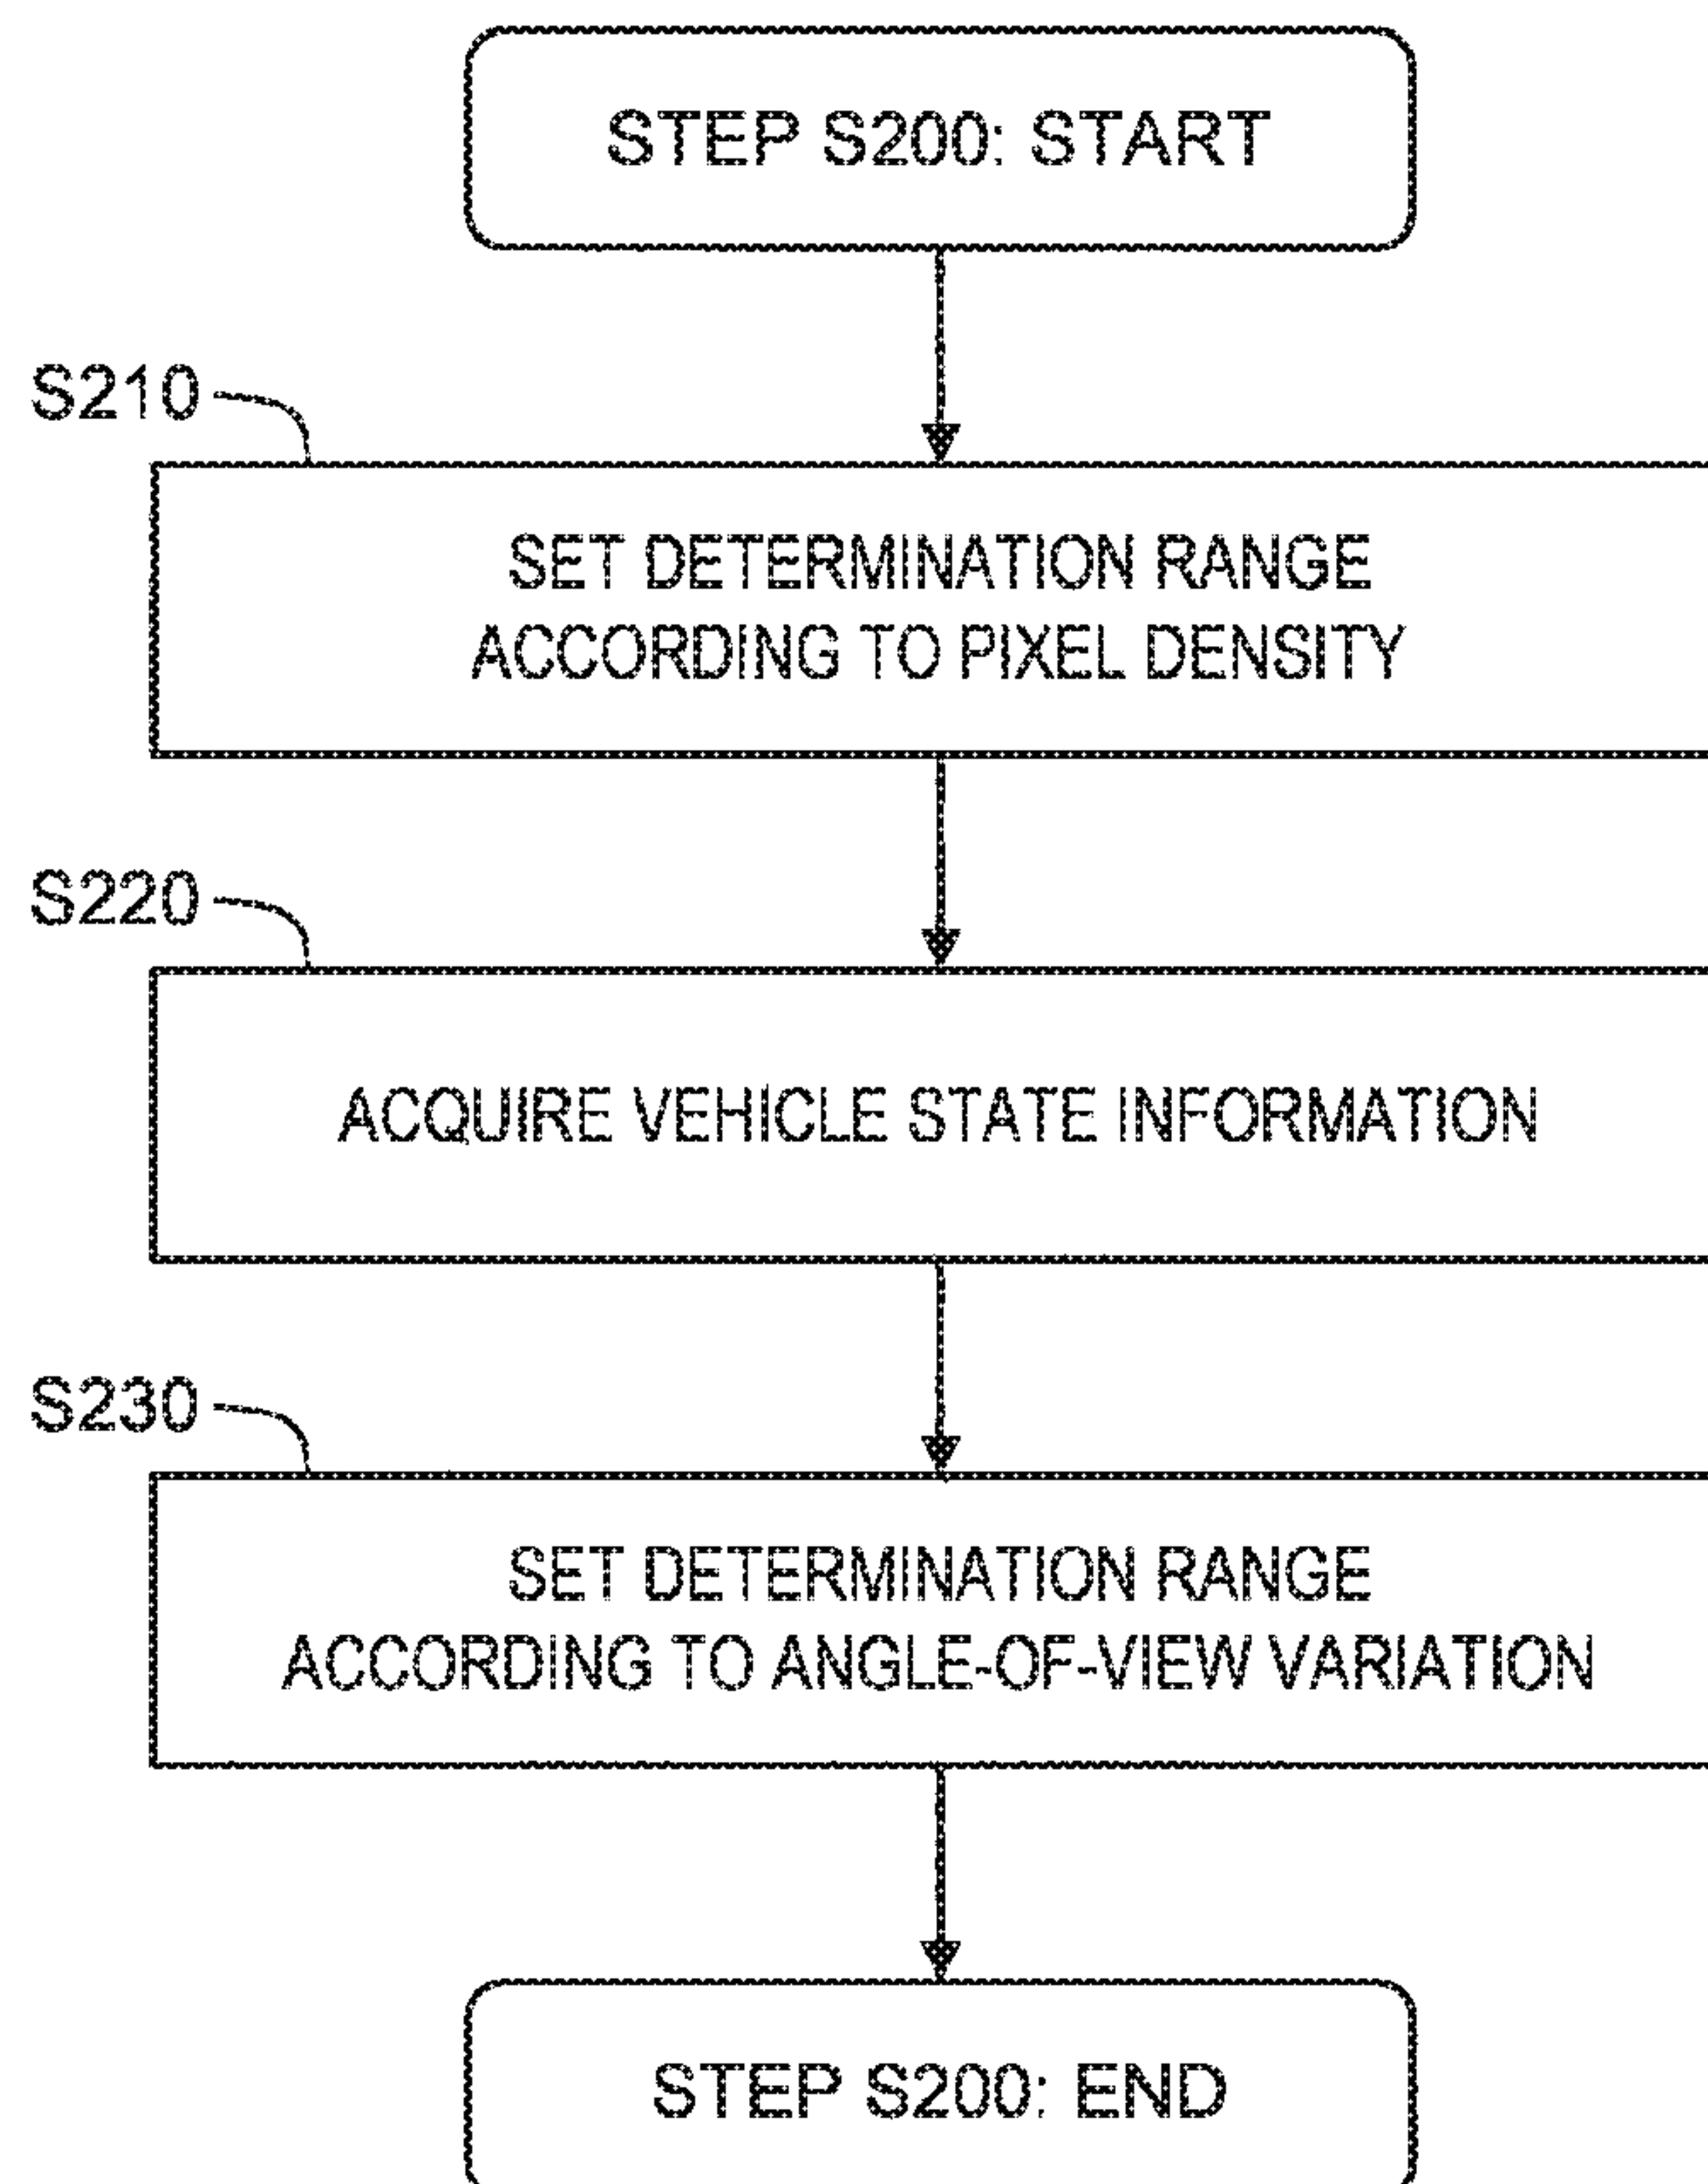 STEP S200: START
S210
SET DETERMINATION RANGE
ACCORDING TO PIXEL DENSITY
S220
ACQUIRE VEHICLE STATE INFORMATION
S230
SET DETERMINATION RANGE
ACCORDING TO ANGLE-OF-VIEW VARIATION
STEP S200: END